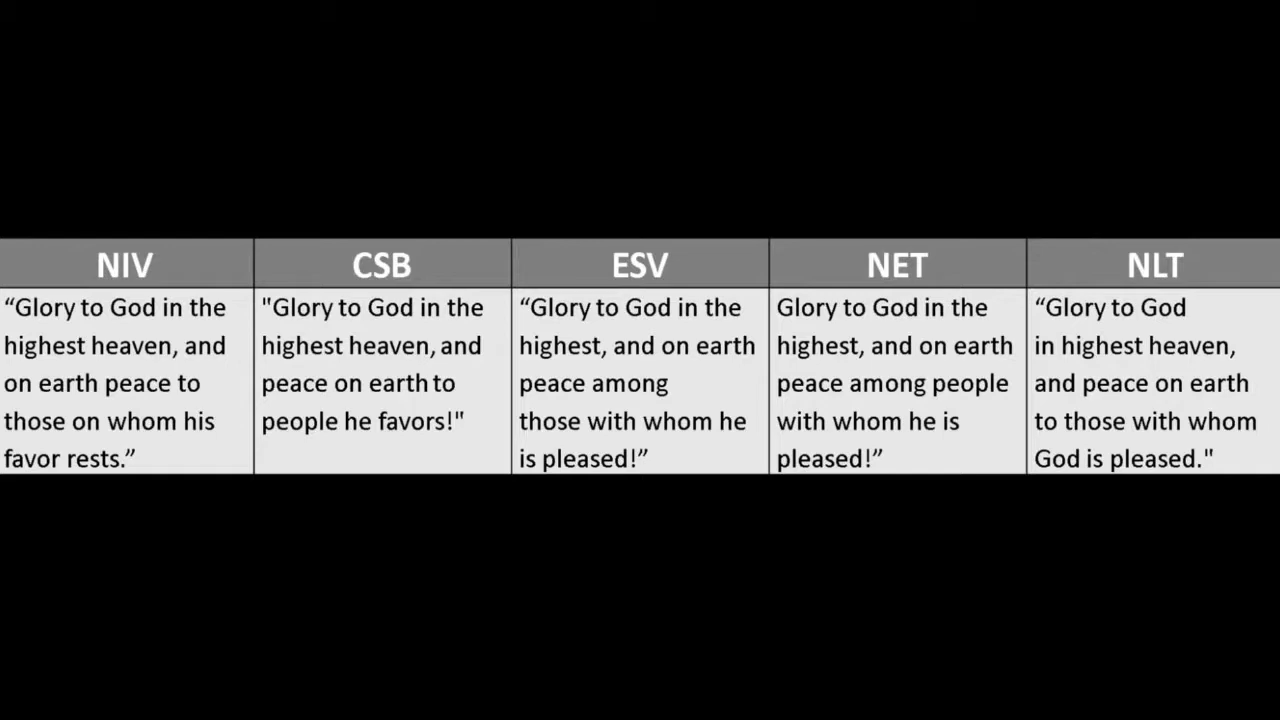 NIV
“Glory to God in the
highest heaven, and
on earth peace to
those on whom his
favor rests.”
CSB
"Glory to God in the
highest heaven, and
peace on earth to
people he favors!"
ESV
“Glory to God in the
highest, and on earth
peace among
those with whom he
is pleased!”
NET
Glory to God in the
highest, and on earth
peace among people
with whom he is
pleased!”
NLT
“Glory to God
in highest heaven,
and peace on earth
to those with whom
God is pleased."